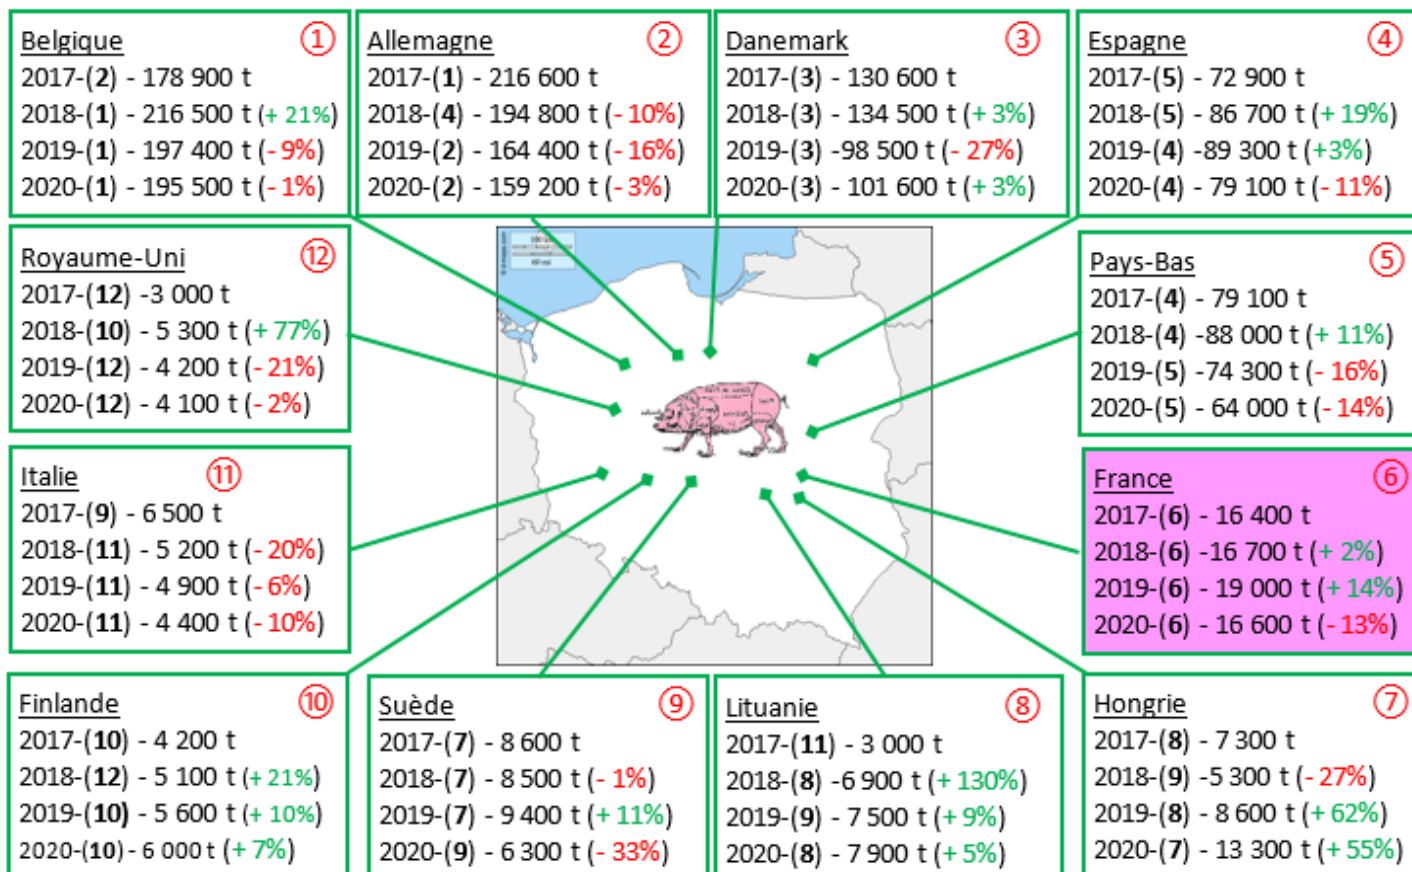 Belgique ①
2017-(2) - 178 900 t
2018-(1) - 216 500 t (+ 21%)
2019-(1) - 197 400 t (- 9%)
2020-(1) - 195 500 t (- 1%)
Allemagne ②
2017-(1) - 216 600 t
2018-(4) - 194 800 t (- 10%)
2019-(2) - 164 400 t (- 16%)
2020-(2) - 159 200 t (- 3%)
Danemark ③
2017-(3) - 130 600 t
2018-(3) - 134 500 t (+ 3%)
2019-(3) -98 500 t (- 27%)
2020-(3) - 101 600 t (+ 3%)
Espagne ④
2017-(5) - 72 900 t
2018-(5) - 86 700 t (+ 19%)
2019-(4) -89 300 t (+3%)
2020-(4) - 79 100 t (- 11%)
Royaume-Uni ⑫
2017-(12) -3 000 t
2018-(10) - 5 300 t (+ 77%)
2019-(12) - 4 200 t (- 21%)
2020-(12) - 4 100 t (- 2%)
Pays-Bas ⑤
2017-(4) - 79 100 t
2018-(4) -88 000 t (+ 11%)
2019-(5) -74 300 t (- 16%)
2020-(5) - 64 000 t (- 14%)
Italie ⑪
2017-(9) - 6 500 t
2018-(11) - 5 200 t (- 20%)
2019-(11) - 4 900 t (- 6%)
2020-(11) - 4 400 t (- 10%)
France ⑥
2017-(6) - 16 400 t
2018-(6) -16 700 t (+ 2%)
2019-(6) - 19 000 t (+ 14%)
2020-(6) - 16 600 t (- 13%)
Finlande ⑩
2017-(10) - 4 200 t
2018-(12) - 5 100 t (+ 21%)
2019-(10) - 5 600 t (+ 10%)
2020-(10) - 6 000 t (+ 7%)
Suède ⑨
2017-(7) - 8 600 t
2018-(7) - 8 500 t (- 1%)
2019-(7) - 9 400 t (+ 11%)
2020-(9) - 6 300 t (- 33%)
Lituanie ⑧
2017-(11) - 3 000 t
2018-(8) -6 900 t (+ 130%)
2019-(9) - 7 500 t (+ 9%)
2020-(8) - 7 900 t (+ 5%)
Hongrie ⑦
2017-(8) - 7 300 t
2018-(9) -5 300 t (- 27%)
2019-(8) - 8 600 t (+ 62%)
2020-(7) - 13 300 t (+ 55%)